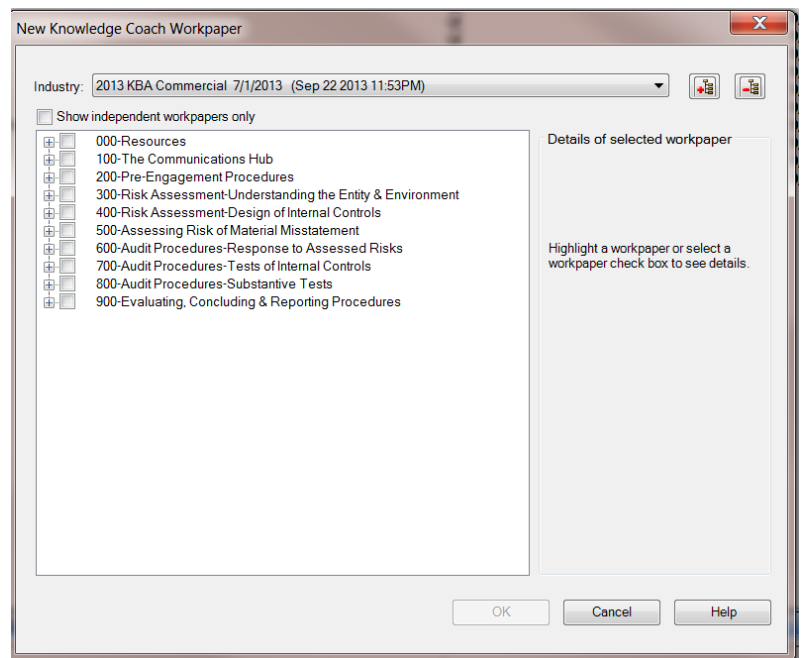 New Knowledge Coach Workpaper
Industry: 2013 KBA Commercial 7/1/2013 (Sep 22 2013 11:53PM)
Show independent workpapers only
000-Resources
100-The Communications Hub
200-Pre-Engagement Procedures
300-Risk Assessment-Understanding the Entity & Environment
400-Risk Assessment-Design of Internal Controls
500-Assessing Risk of Material Misstatement
600-Audit Procedures-Response to Assessed Risks
700-Audit Procedures-Tests of Internal Controls
800-Audit Procedures-Substantive Tests
900-Evaluating, Concluding & Reporting Procedures
Details of selected workpaper
Highlight a workpaper or select a
workpaper check box to see details.
OK Cancel Help